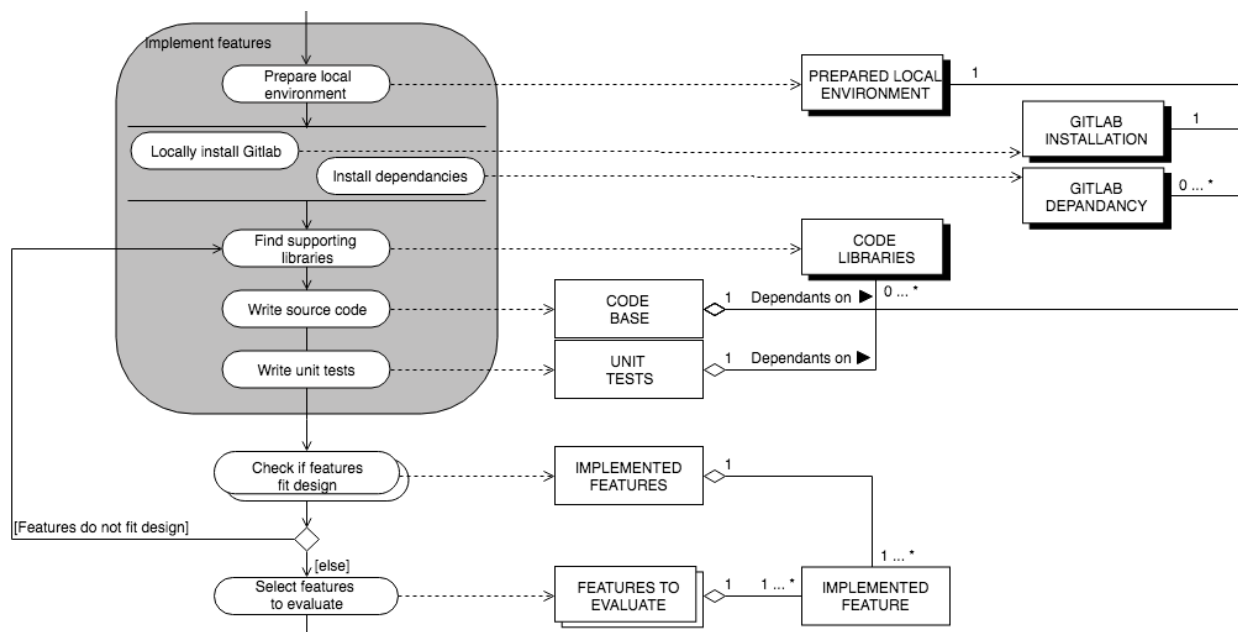 Implement features
Prepare local
environment
PREPARED LOCAL
ENVIRONMENT
1
Locally install Gitlab
GITLAB
INSTALLATION
1
Install dependancies
GITLAB
DEPANDANCY
0 ... *
Find supporting
libraries
CODE
LIBRARIES
0 ... *
Write source code
CODE
BASE
1
Dependants on
Write unit tests
UNIT
TESTS
1
Dependants on
Check if features
fit design
IMPLEMENTED
FEATURES
1
[Features do not fit design]
[else]
1 ... *
Select features
to evaluate
FEATURES TO
EVALUATE
1
1 ... *
IMPLEMENTED
FEATURE